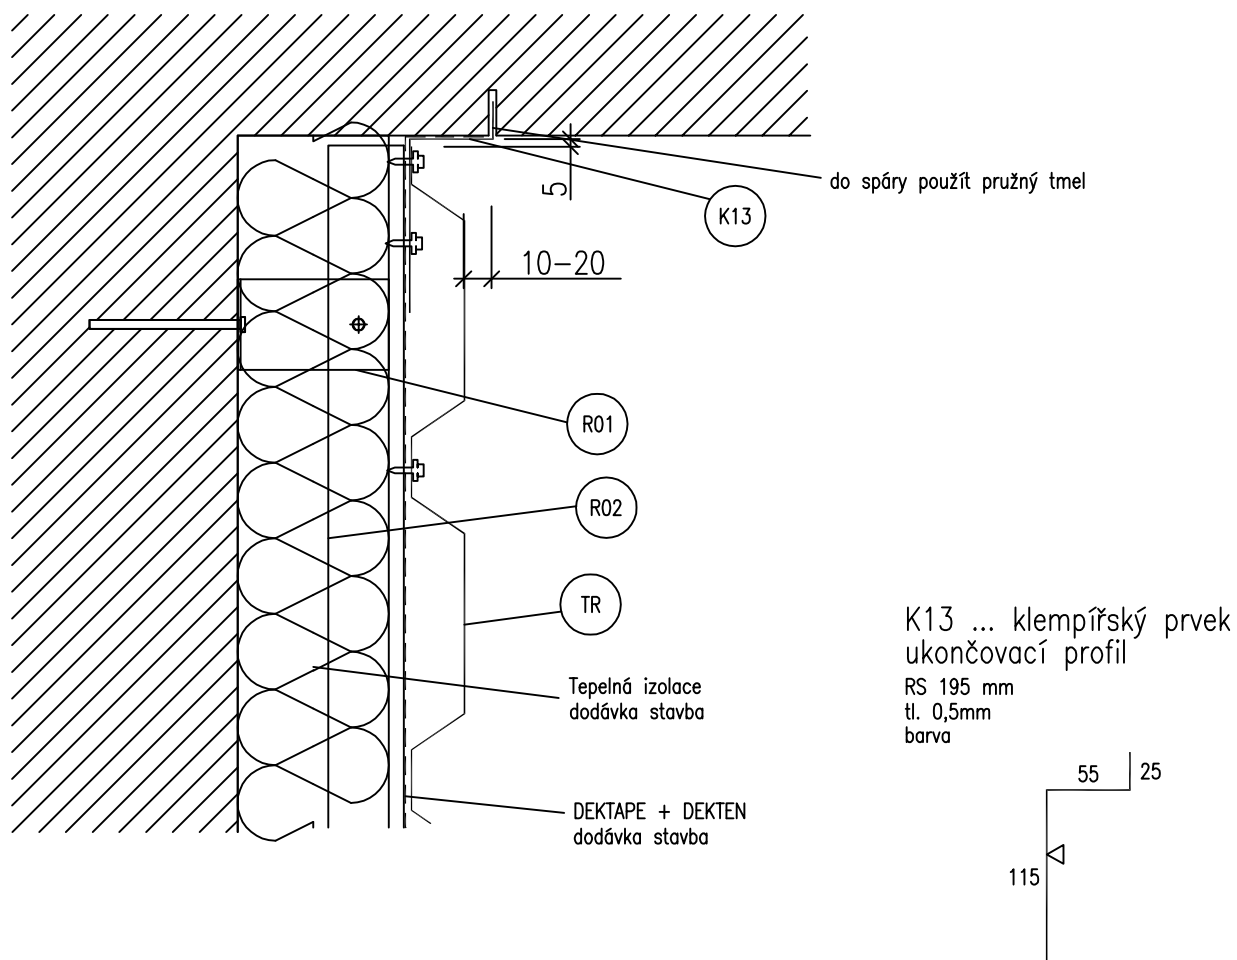 do spáry použít pružný tmel
5
K13
10-20
R01
R02
TR
Tepelná izolace
dodávka stavba
DEKTAPE + DEKTEN
dodávka stavba
K13 ... klempířský prvek
ukončovací profil
RS 195 mm
tl. 0,5mm
barva
55
25
115